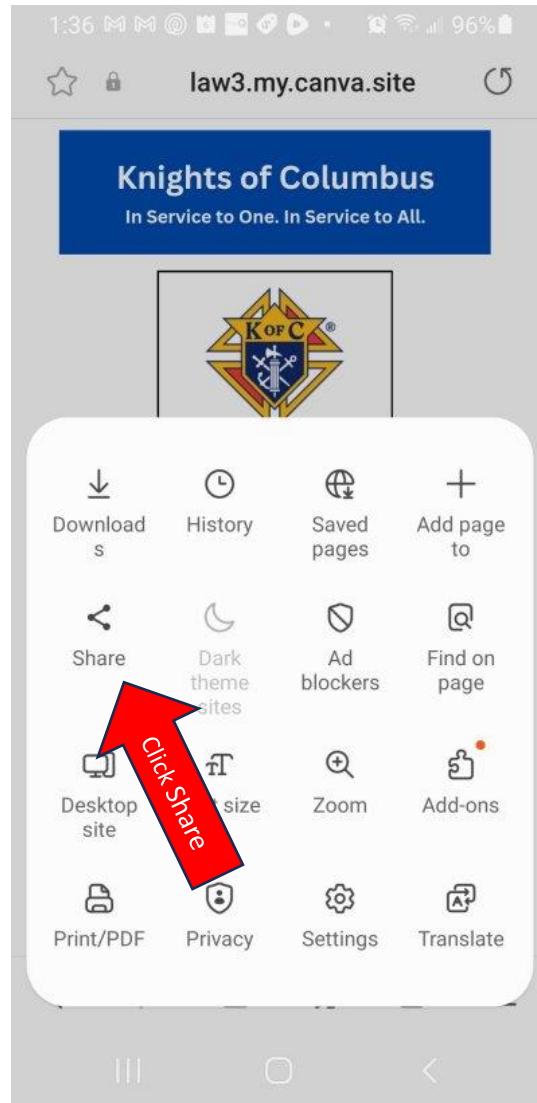 1:36 96%
law3.my.canva.site
Knights of Columbus
In Service to One. In Service to All.
K OF C ®
Download
s
History
Saved
pages
Add page
to
Share
Dark
theme
sites
Ad
blockers
Find on
page
Click Share
Desktop
site
size
Zoom
Add-ons
Print/PDF
Privacy
Settings
Translate